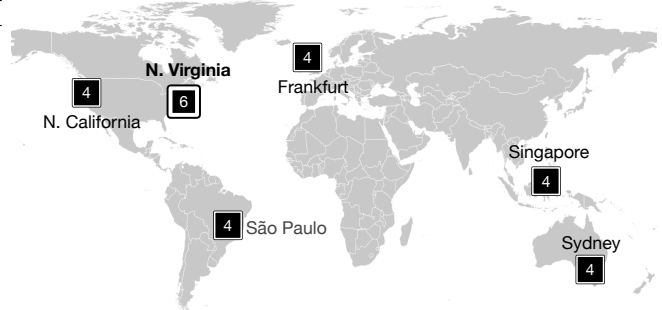 4
N. Virginia
4
6
Frankfurt
N. California
Singapore
4
4
São Paulo
Sydney
4